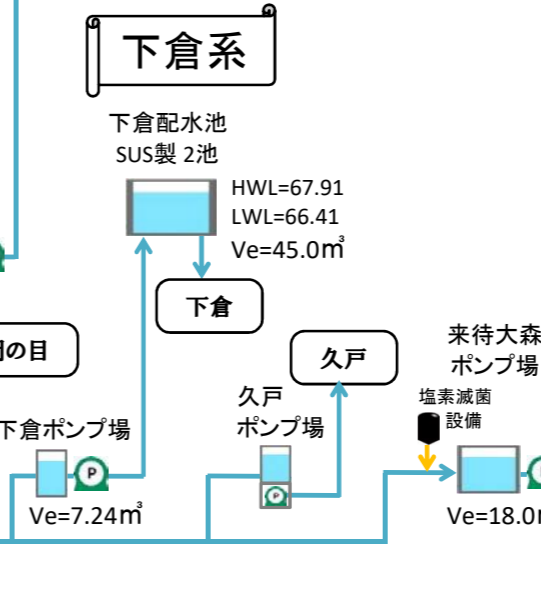 下倉系
下倉配水池
SUS製 2池
HWL=67.91
LWL=66.41
Ve=45.0㎥
下倉
の目
久戸
来待大森
ポンプ場
塩素滅菌
設備
久戸
ポンプ場
下倉ポンプ場
P
P
Ve=7.24㎥
Ve=18.0